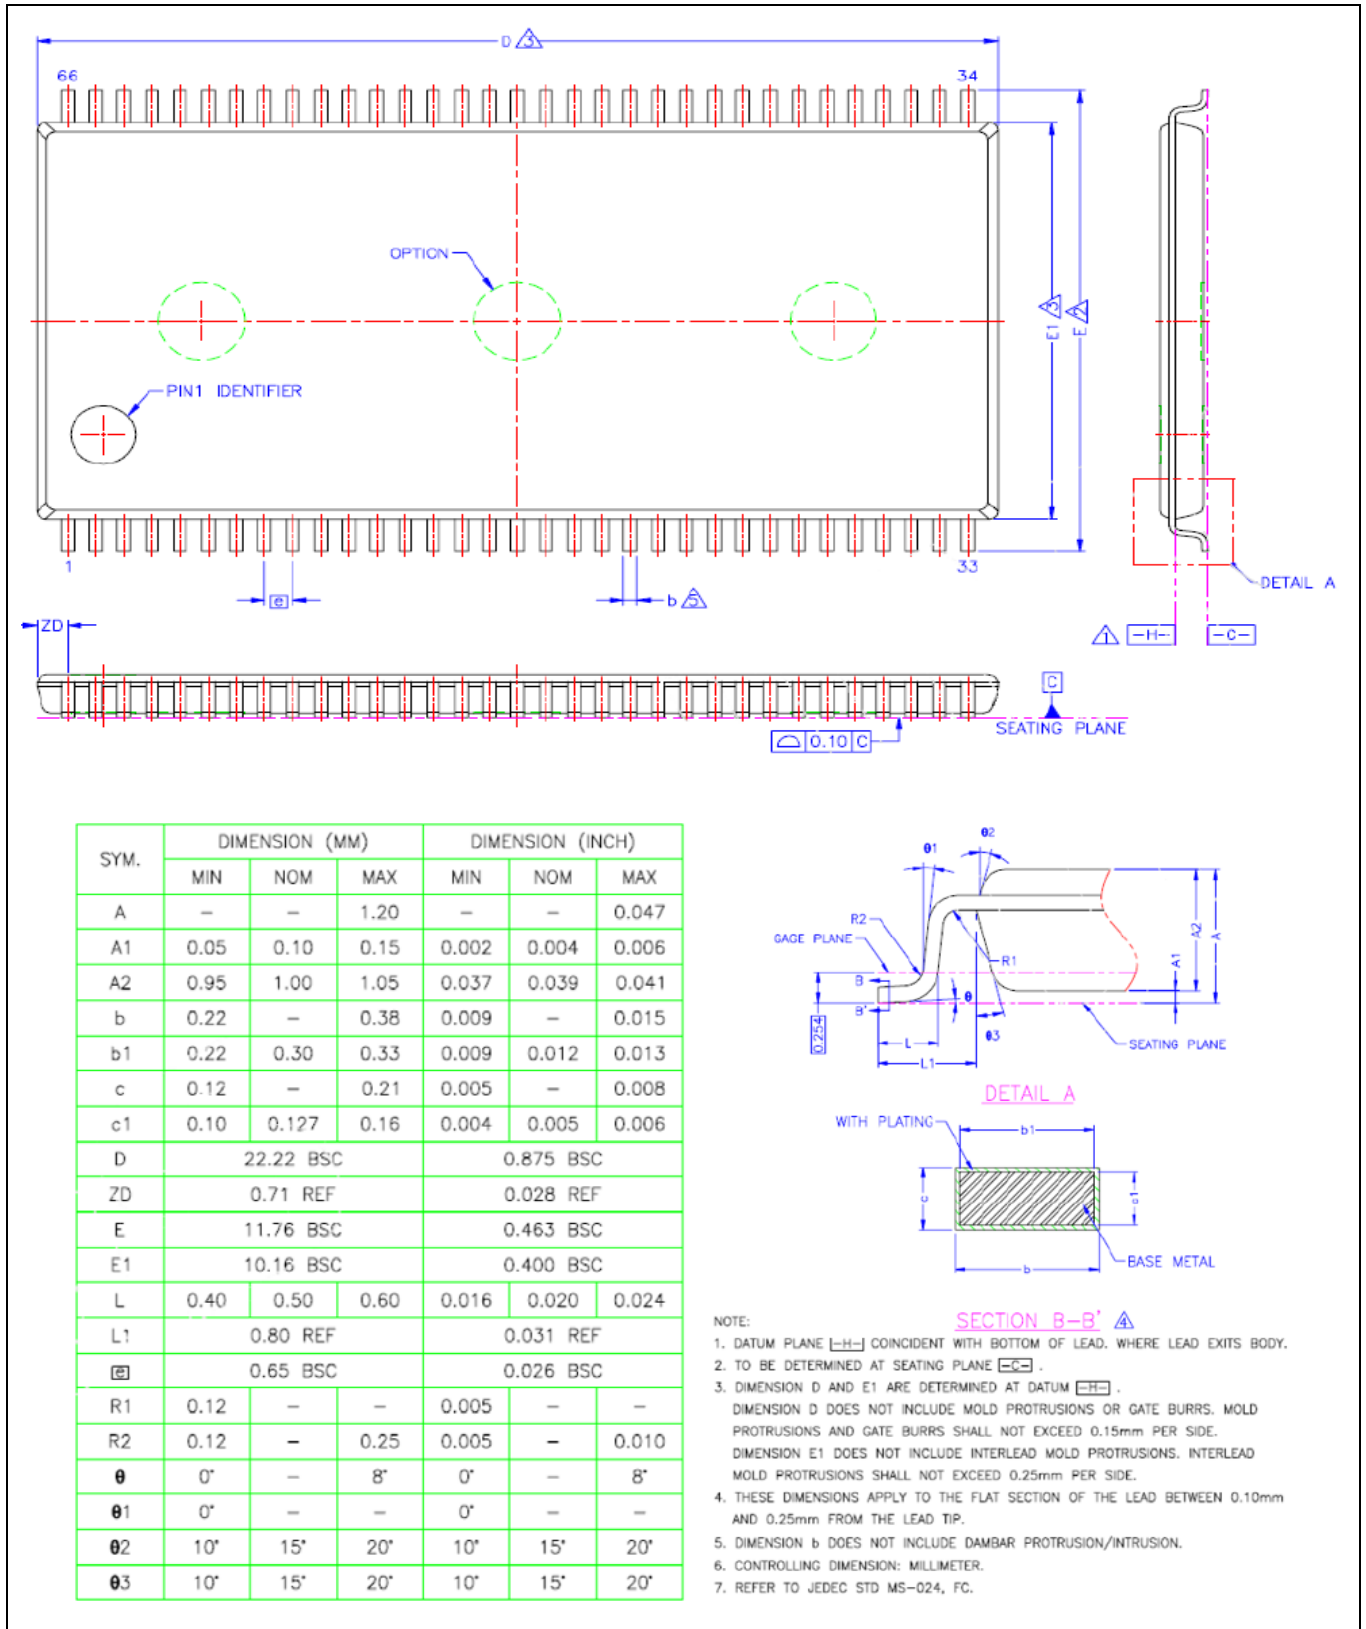 D 3
66 34
OPTION
E1 3
E 2
PIN1 IDENTIFIER
1 33
DETAIL A
e b 5
ZD
1 -H- -C-
C
SEATING PLANE
0.10 C
SYM. DIMENSION (MM) DIMENSION (INCH)
MIN NOM MAX MIN NOM MAX
A – – 1.20 – – 0.047
A1 0.05 0.10 0.15 0.002 0.004 0.006
A2 0.95 1.00 1.05 0.037 0.039 0.041
b 0.22 – 0.38 0.009 – 0.015
b1 0.22 0.30 0.33 0.009 0.012 0.013
c 0.12 – 0.21 0.005 – 0.008
c1 0.10 0.127 0.16 0.004 0.005 0.006
D 22.22 BSC 0.875 BSC
ZD 0.71 REF 0.028 REF
E 11.76 BSC 0.463 BSC
E1 10.16 BSC 0.400 BSC
L 0.40 0.50 0.60 0.016 0.020 0.024
L1 0.80 REF 0.031 REF
e 0.65 BSC 0.026 BSC
R1 0.12 – – 0.005 – –
R2 0.12 – 0.25 0.005 – 0.010
θ 0° – 8° 0° – 8°
θ1 0° – – 0° – –
θ2 10° 15° 20° 10° 15° 20°
θ3 10° 15° 20° 10° 15° 20°
θ2
θ1
R2
GAGE PLANE
A2
A
R1
A1
B
B'
θ
0.254
L
θ3
SEATING PLANE
L1
DETAIL A
WITH PLATING
b1
c
c1
BASE METAL
b
SECTION B-B' 4
NOTE:
1. DATUM PLANE -H- COINCIDENT WITH BOTTOM OF LEAD. WHERE LEAD EXITS BODY.
2. TO BE DETERMINED AT SEATING PLANE -C- .
3. DIMENSION D AND E1 ARE DETERMINED AT DATUM -H- .
DIMENSION D DOES NOT INCLUDE MOLD PROTRUSIONS OR GATE BURRS. MOLD
PROTRUSIONS AND GATE BURRS SHALL NOT EXCEED 0.15mm PER SIDE.
DIMENSION E1 DOES NOT INCLUDE INTERLEAD MOLD PROTRUSIONS. INTERLEAD
MOLD PROTRUSIONS SHALL NOT EXCEED 0.25mm PER SIDE.
4. THESE DIMENSIONS APPLY TO THE FLAT SECTION OF THE LEAD BETWEEN 0.10mm
AND 0.25mm FROM THE LEAD TIP.
5. DIMENSION b DOES NOT INCLUDE DAMBAR PROTRUSION/INTRUSION.
6. CONTROLLING DIMENSION: MILLIMETER.
7. REFER TO JEDEC STD MS-024, FC.